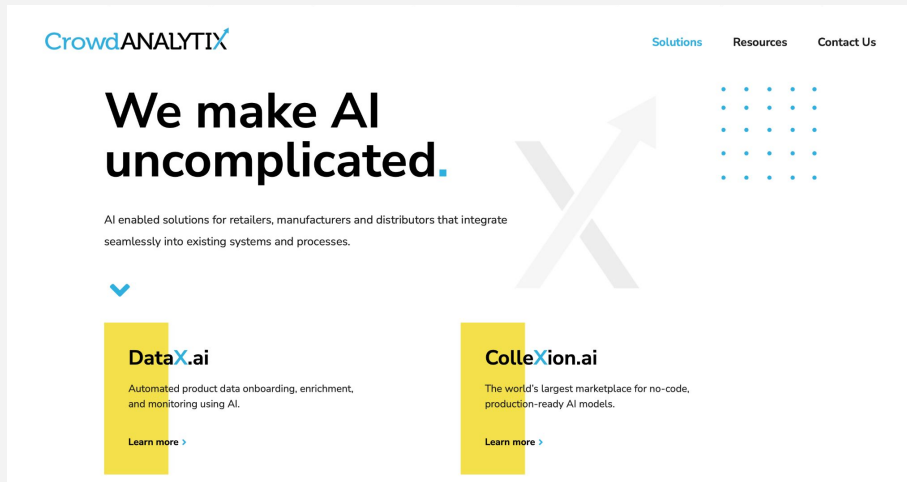 CrowdANALYTIX
Solutions
Resources
Contact Us
We make AI
uncomplicated.
AI enabled solutions for retailers, manufacturers and distributors that integrate
seamlessly into existing systems and processes.
DataX.ai
Automated product data onboarding, enrichment,
and monitoring using AI.
Learn more >
ColleXion.ai
The world's largest marketplace for no-code,
production-ready AI models.
Learn more >